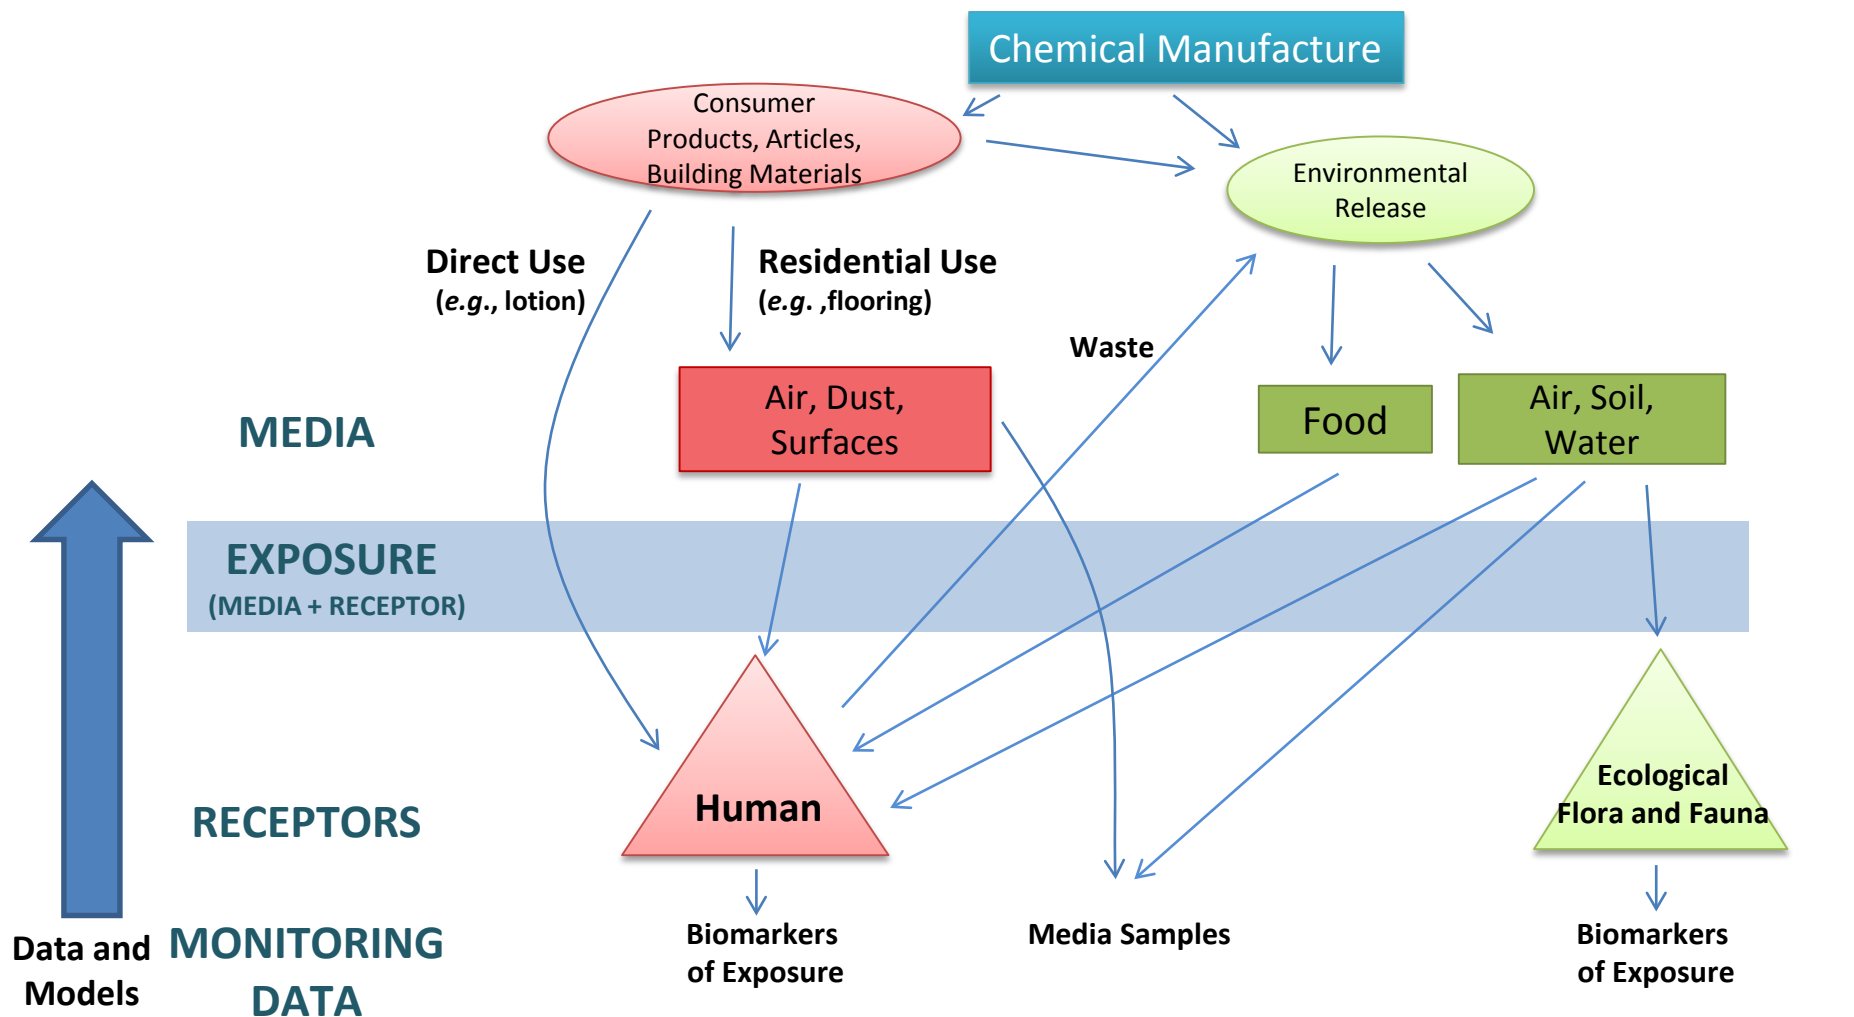 Chemical Manufacture
Consumer
Products, Articles,
Building Materials
Environmental
Release
Direct Use
(e.g., lotion)
Residential Use
(e.g. ,flooring)
Waste
MEDIA
Air, Dust,
Surfaces
Food
Air, Soil,
Water
EXPOSURE
(MEDIA + RECEPTOR)
RECEPTORS
Human
Ecological
Flora and Fauna
Data and
Models
MONITORING
DATA
Biomarkers
of Exposure
Media Samples
Biomarkers
of Exposure